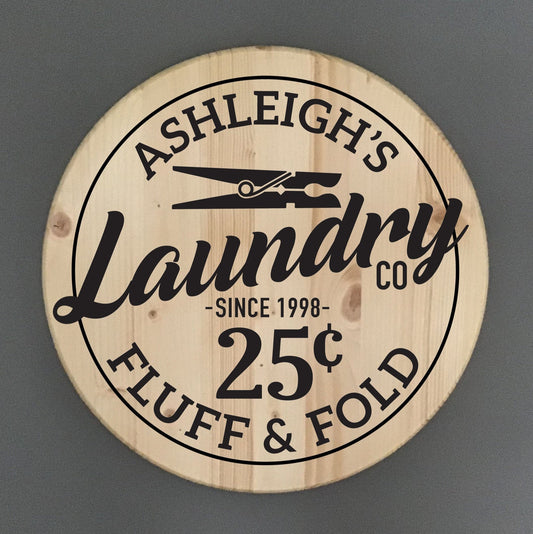 ASHLEIGH'S
Laundry
CO
-SINCE 1998-
25¢
FLUFF & FOLD